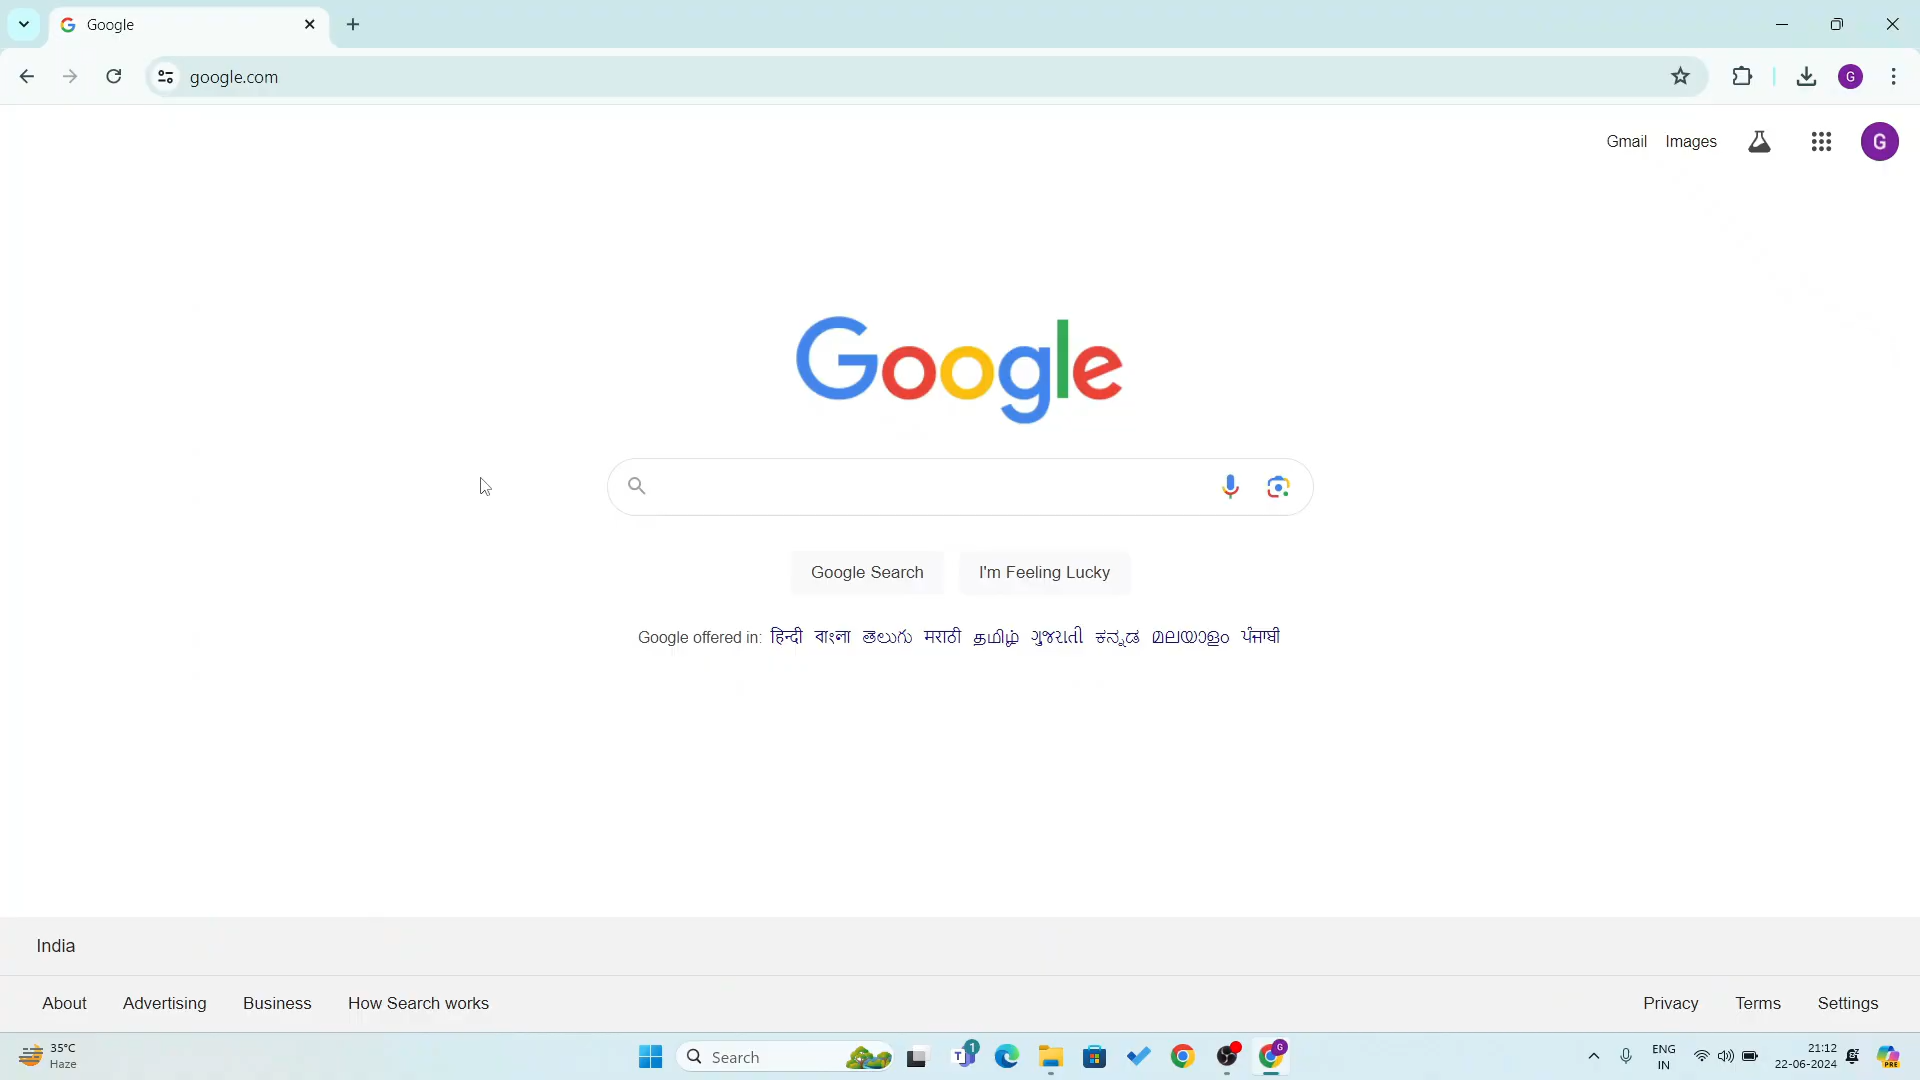 Google
google.com
G
Gmail Images
G
Google
Google Search I'm Feeling Lucky
Google offered in: हिन्दी বাংলা తెలుగు मराठी தமிழ் ગુજરાતી ಕನ್ನಡ മലയാളം ਪੰਜਾਬੀ
India
About Advertising Business How Search works Privacy Terms Settings
35°C
Haze
Search
1
T
G
ENG
IN
21:12
22-06-2024
PRE